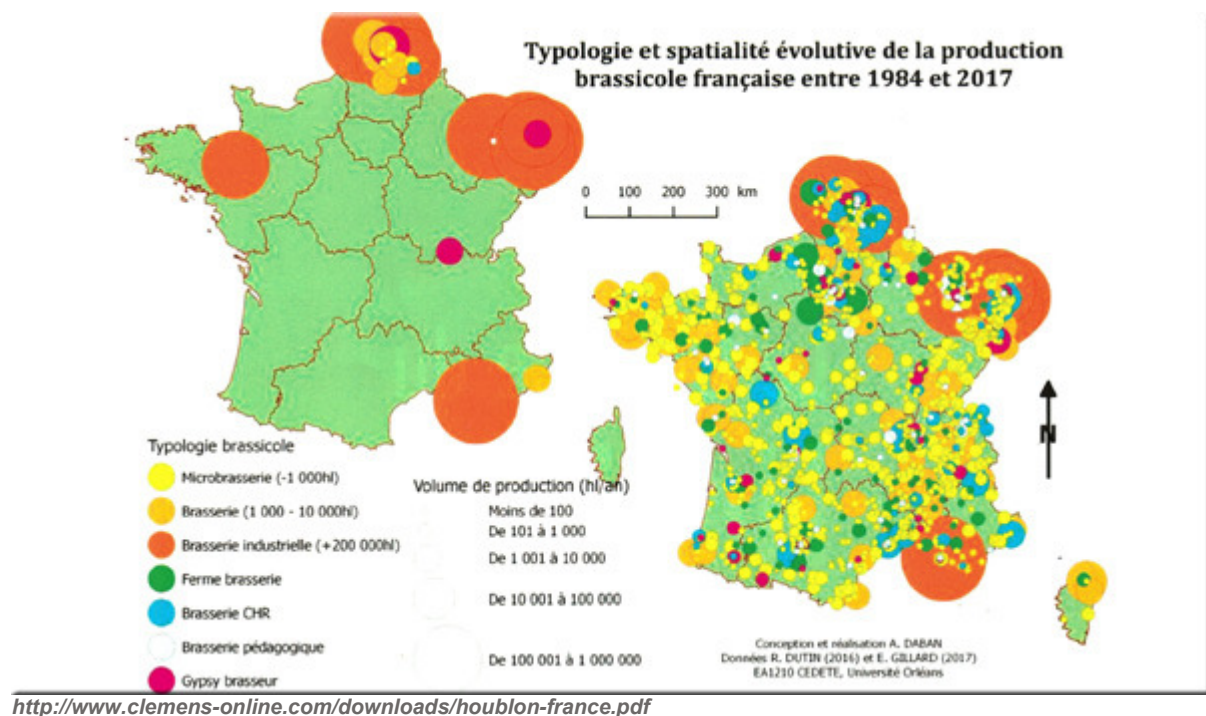 Typologie et spatialité évolutive de la production
brassicole française entre 1984 et 2017
0 100 200 300 km
N
Typologie brassicole
Microbrasserie (-1 000hl)
Brasserie (1 000 - 10 000hl)
Brasserie industrielle (+200 000hl)
Ferme brasserie
Brasserie CHR
Brasserie pédagogique
Gypsy brasseur
Volume de production (hl/an)
Moins de 100
De 101 à 1 000
De 1 001 à 10 000
De 10 001 à 100 000
De 100 001 à 1 000 000
Conception et réalisation A. DABAN
Données R. DUTIN (2016) et E. GILLARD (2017)
EA1210 CEDETE, Université Orléans
http://www.clemens-online.com/downloads/houblon-france.pdf